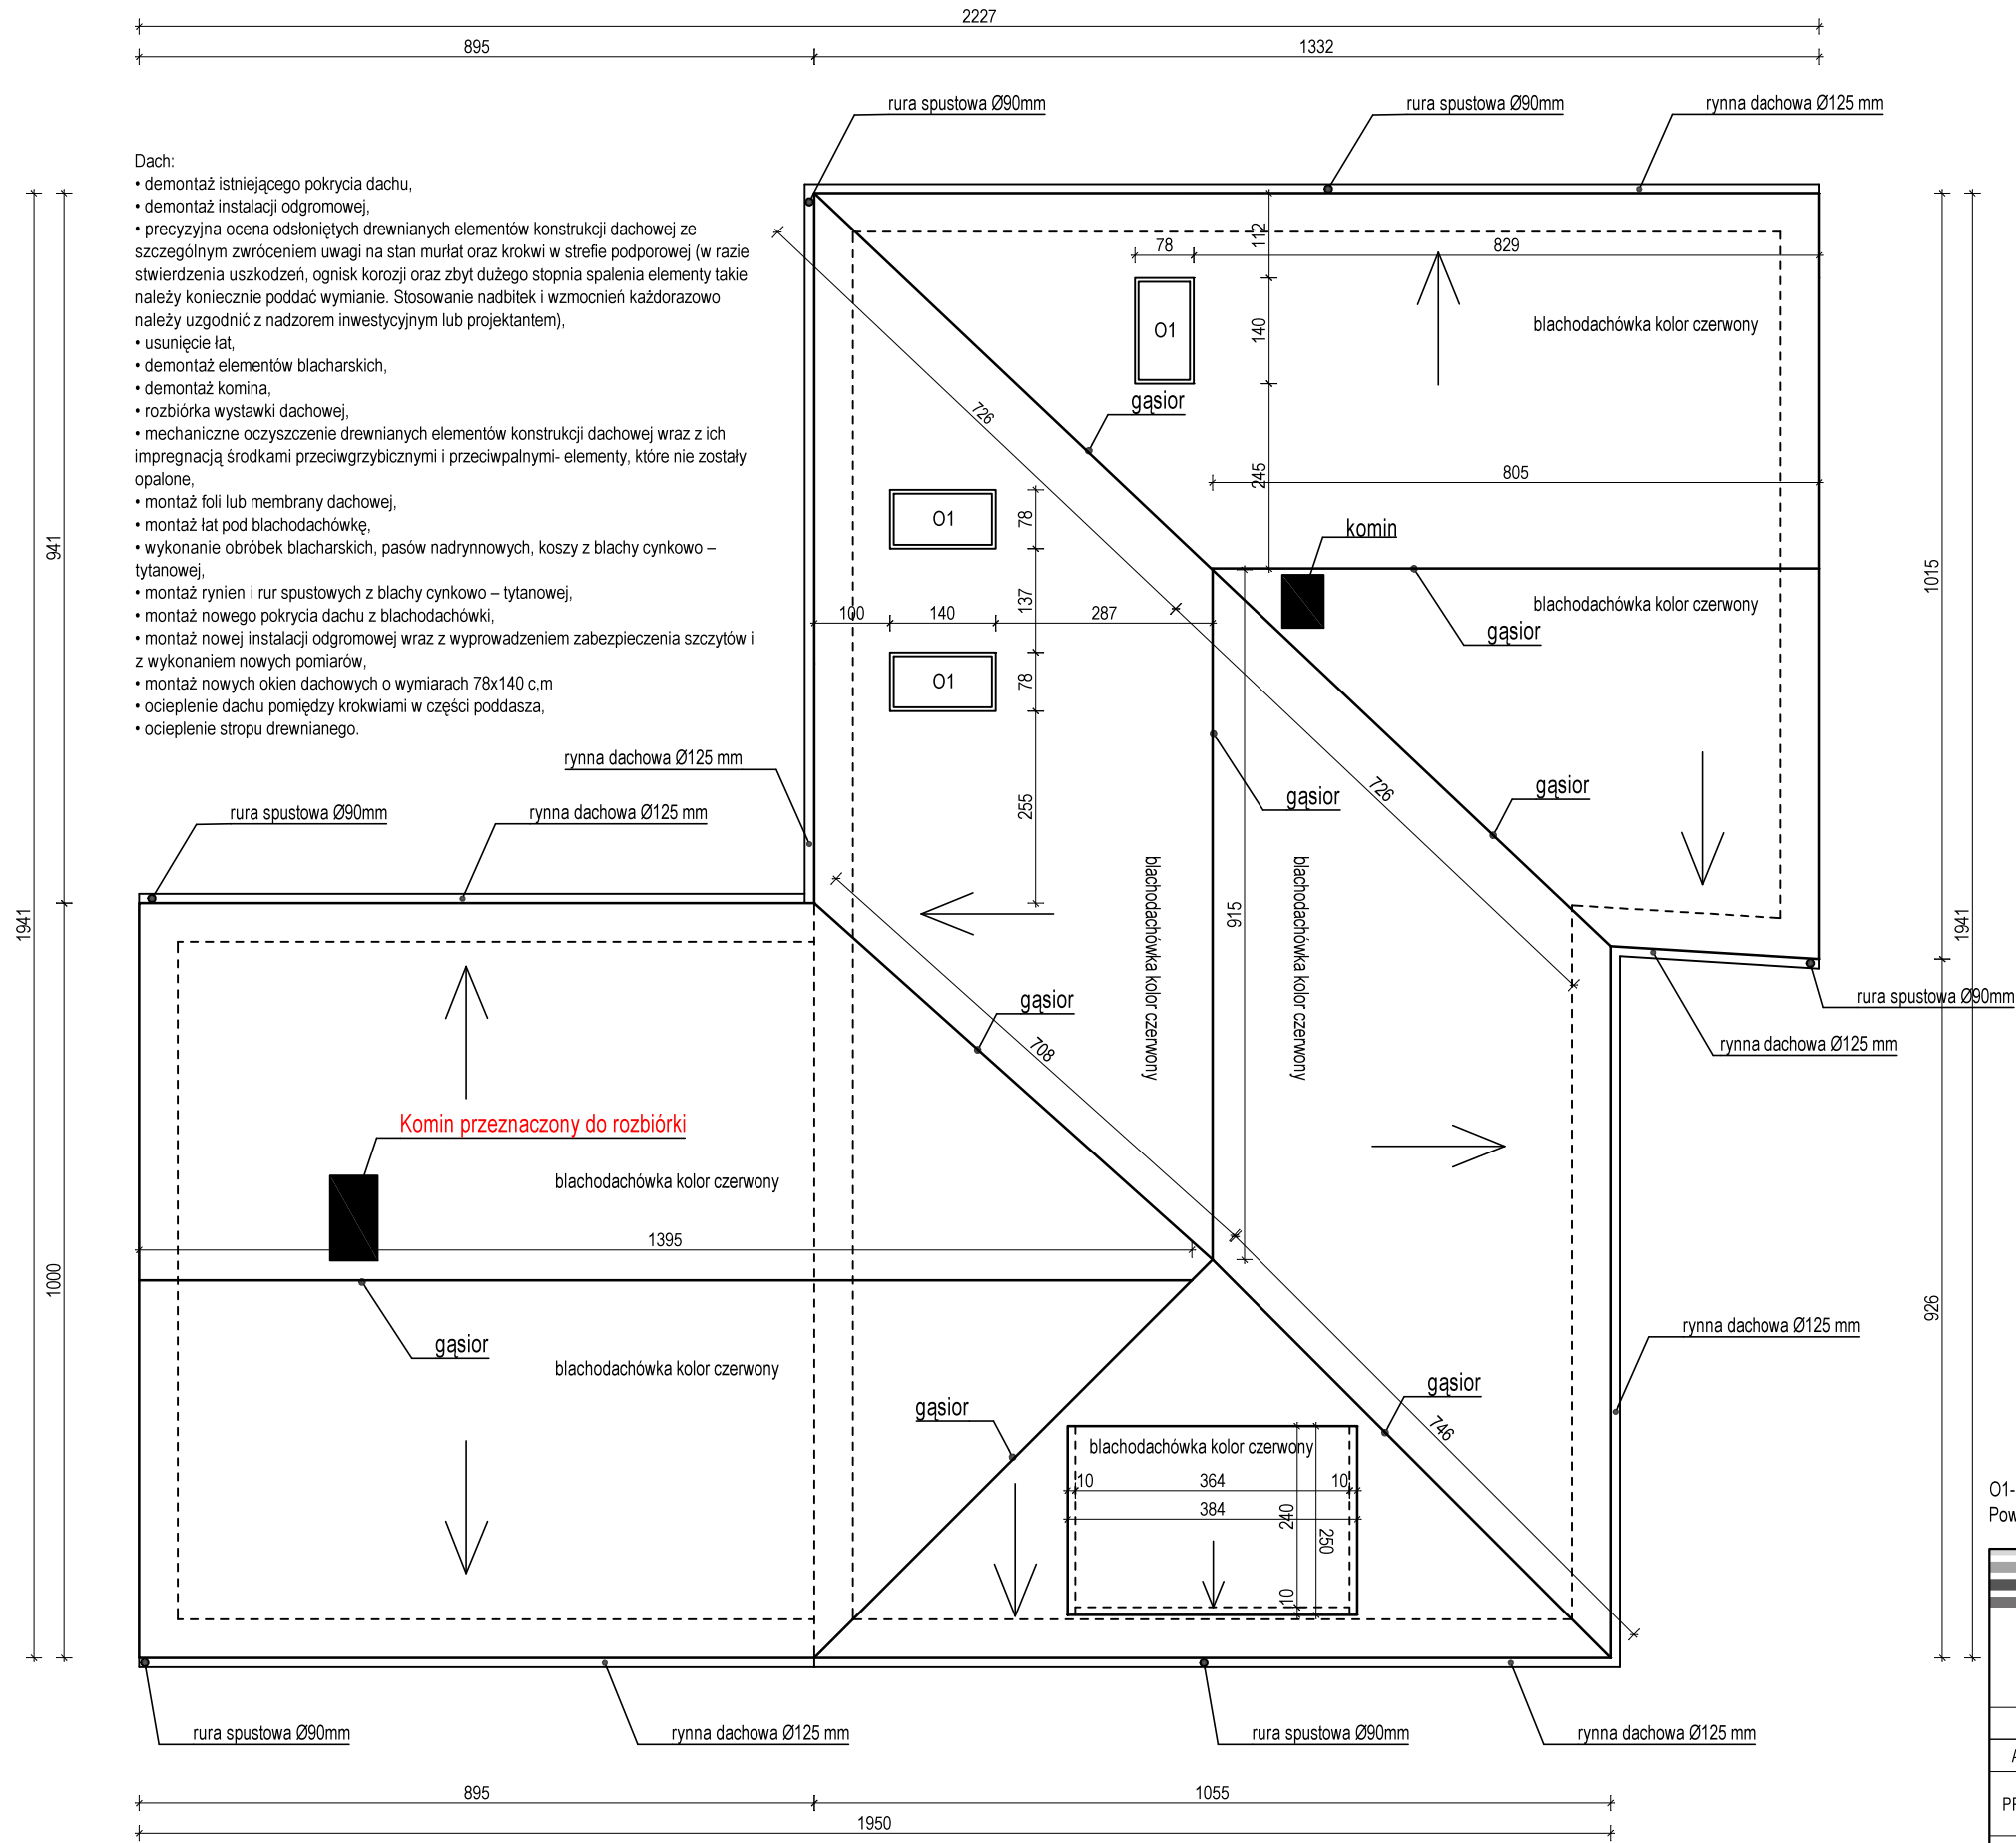 2227
895
1332
rura spustowa Ø90mm
rura spustowa Ø90mm
rynna dachowa Ø125 mm
Dach:
• demontaż istniejącego pokrycia dachu,
• demontaż instalacji odgromowej,
• precyzyjna ocena odsłoniętych drewnianych elementów konstrukcji dachowej ze
szczególnym zwróceniem uwagi na stan murłat oraz krokwi w strefie podporowej (w razie
stwierdzenia uszkodzeń, ognisk korozji oraz zbyt dużego stopnia spalenia elementy takie
należy koniecznie poddać wymianie. Stosowanie nadbitek i wzmocnień każdorazowo
należy uzgodnić z nadzorem inwestycyjnym lub projektantem),
• usunięcie łat,
• demontaż elementów blacharskich,
• demontaż komina,
• rozbiórka wystawki dachowej,
• mechaniczne oczyszczenie drewnianych elementów konstrukcji dachowej wraz z ich
impregnacją środkami przeciwgrzybicznymi i przeciwpalnymi- elementy, które nie zostały
opalone,
• montaż foli lub membrany dachowej,
• montaż łat pod blachodachówkę,
• wykonanie obróbek blacharskich, pasów nadrynnowych, koszy z blachy cynkowo –
tytanowej,
• montaż rynien i rur spustowych z blachy cynkowo – tytanowej,
• montaż nowego pokrycia dachu z blachodachówki,
• montaż nowej instalacji odgromowej wraz z wyprowadzeniem zabezpieczenia szczytów i
z wykonaniem nowych pomiarów,
• montaż nowych okien dachowych o wymiarach 78x140 c,m
• ocieplenie dachu pomiędzy krokwiami w części poddasza,
• ocieplenie stropu drewnianego.
112
78
829
140
O1
blachodachówka kolor czerwony
gąsior
726
245
805
O1
78
komin
941
1015
137
blachodachówka kolor czerwony
100
140
287
gąsior
O1
78
rynna dachowa Ø125 mm
gąsior
726
gąsior
255
rura spustowa Ø90mm
rynna dachowa Ø125 mm
1941
915
1941
blachodachówka kolor czerwony
blachodachówka kolor czerwony
gąsior
rura spustowa Ø90mm
708
rynna dachowa Ø125 mm
Komin przeznaczony do rozbiórki
blachodachówka kolor czerwony
1395
1000
926
gąsior
rynna dachowa Ø125 mm
blachodachówka kolor czerwony
gąsior
gąsior
746
blachodachówka kolor czerwony
10
364
10
384
240
250
10
O1-
Pow
rura spustowa Ø90mm
rynna dachowa Ø125 mm
rura spustowa Ø90mm
rynna dachowa Ø125 mm
895
1055
1950